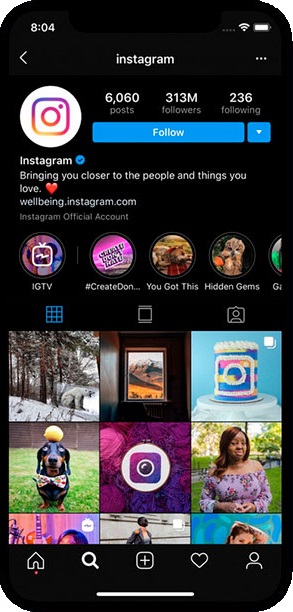 8:04
instagram
6,060 313M 236
posts followers following
Follow
Instagram
Bringing you closer to the people and things you
love. ❤️
wellbeing.instagram.com
Instagram Official Account
IGTV #CreateDon... You Got This Hidden Gems Ga